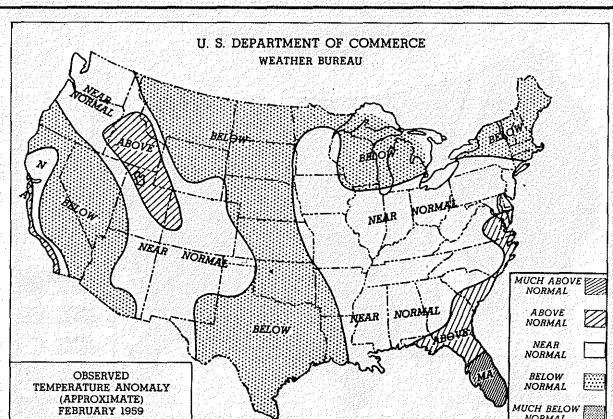 U. S. DEPARTMENT OF COMMERCE
WEATHER BUREAU
NEAR
NORMAL
BELOW
ABOVE
BELOW
BELOW
N
A
BELOW
NEAR NORMAL
NEAR NORMAL
BELOW
NEAR NORMAL
ABOVE
MA
MUCH ABOVE
NORMAL
ABOVE
NORMAL
NEAR
NORMAL
BELOW
NORMAL
MUCH BELOW
NORMAL
OBSERVED
TEMPERATURE ANOMALY
(APPROXIMATE)
FEBRUARY 1959